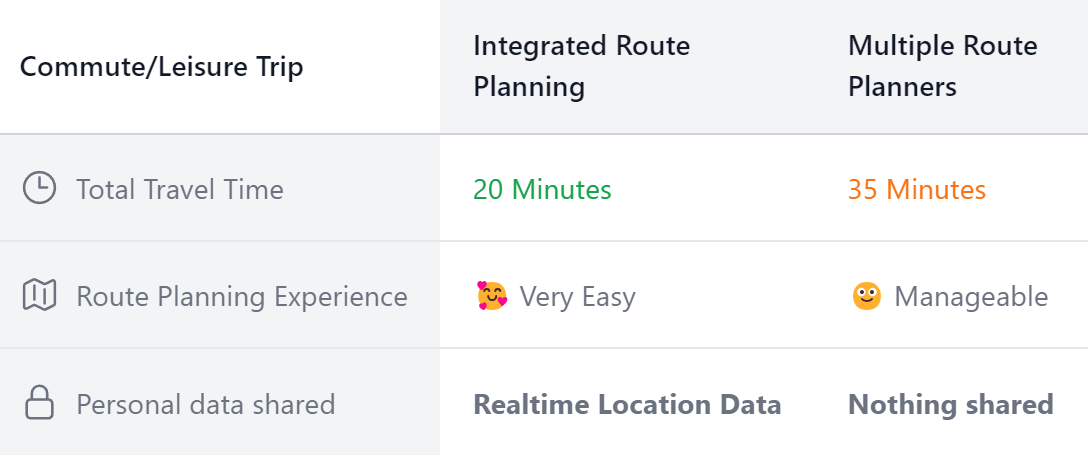 Commute/Leisure Trip
Integrated Route
Planning
Multiple Route
Planners
Total Travel Time
20 Minutes
35 Minutes
Route Planning Experience
🥰 Very Easy
🙂 Manageable
Personal data shared
Realtime Location Data
Nothing shared